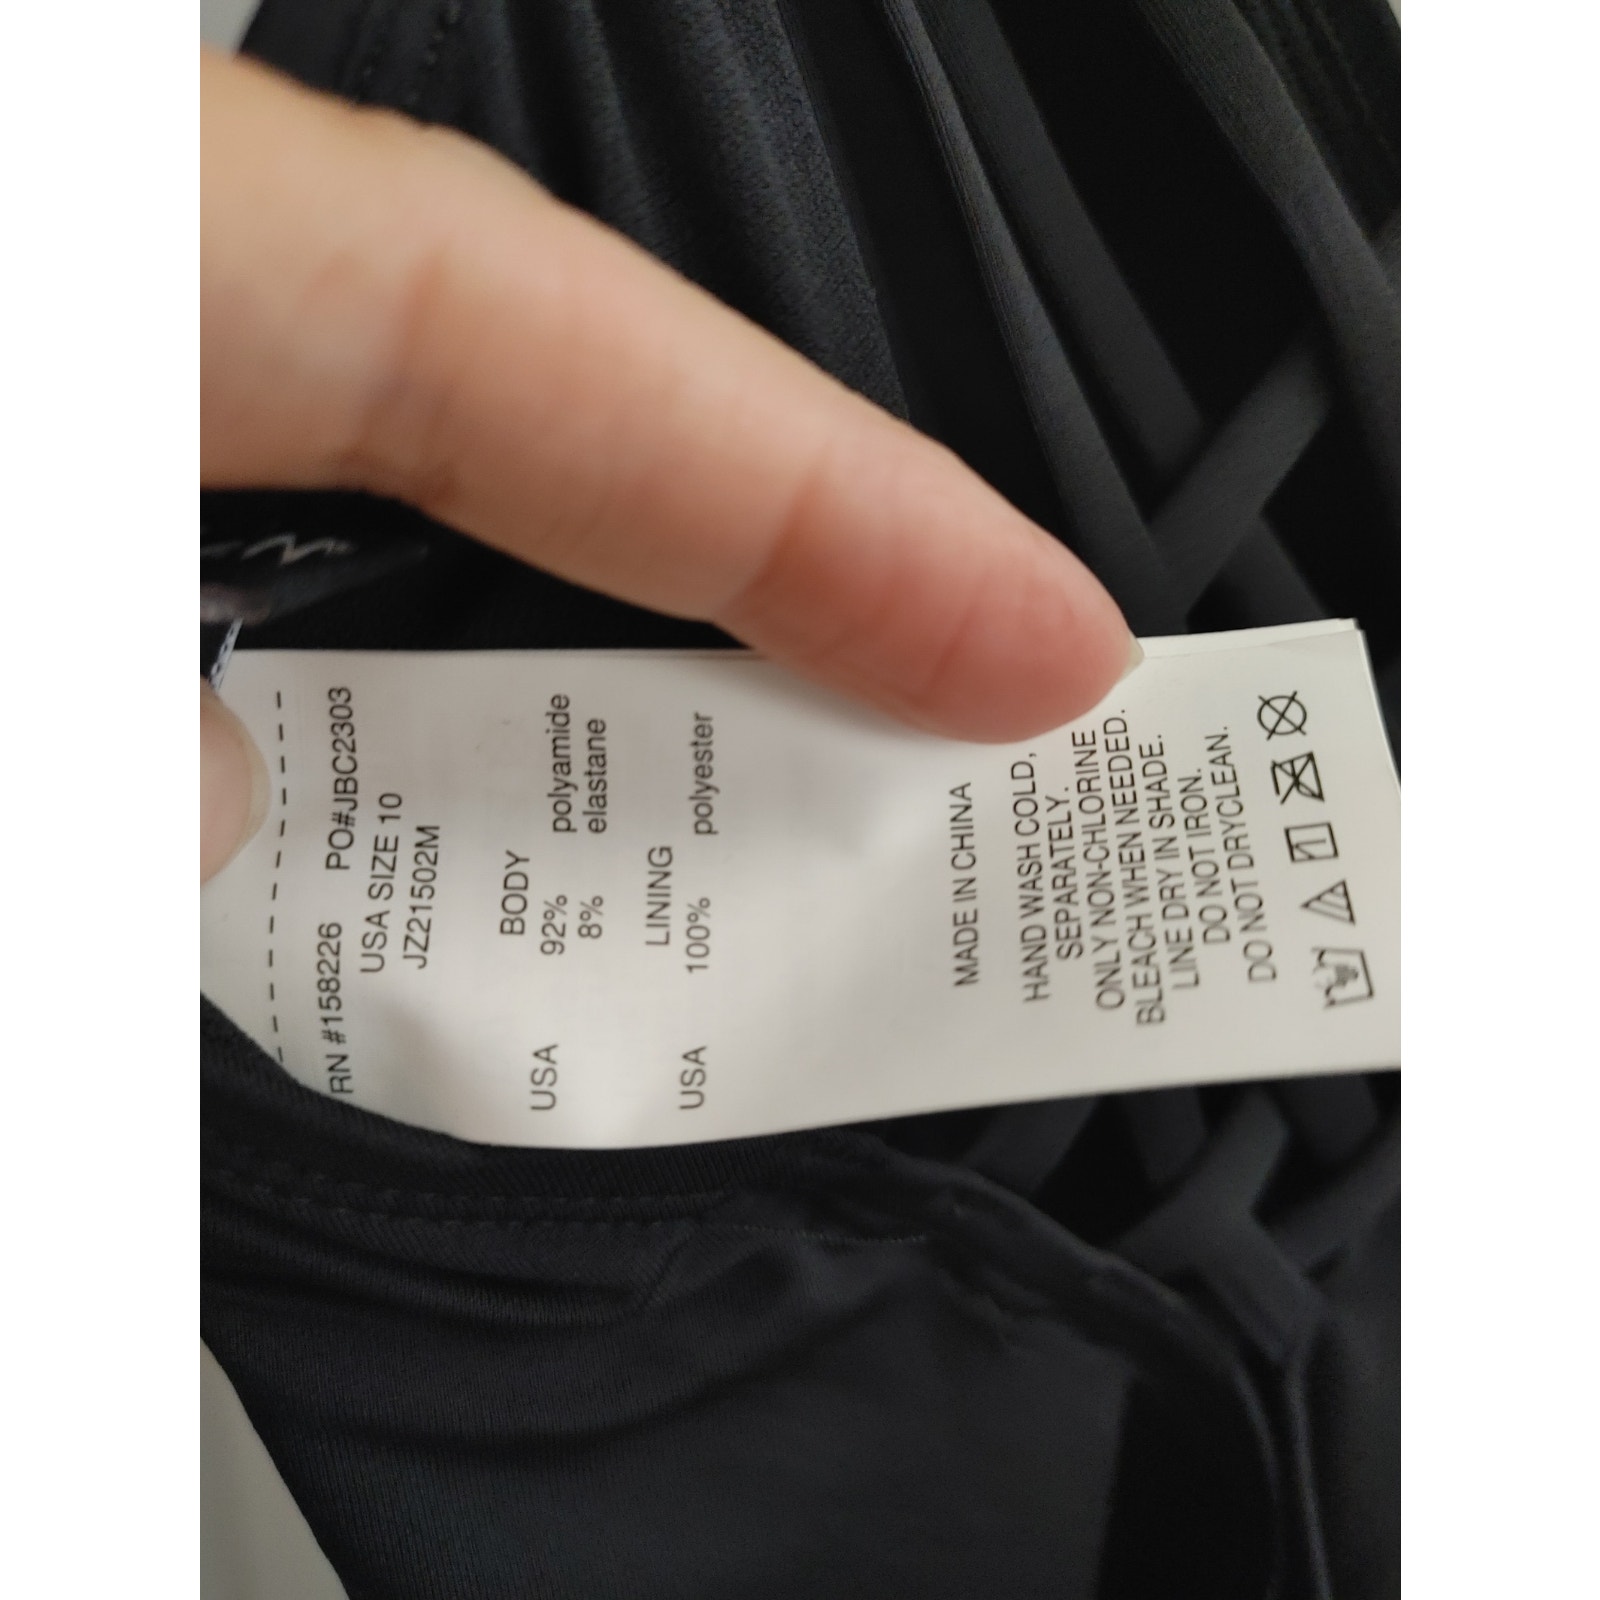 RN #158226 PO#JBC2303
USA SIZE 10
JZ21502M
BODY
USA 92% polyamide
8% elastane
LINING
USA 100% polyester
MADE IN CHINA
HAND WASH COLD,
SEPARATELY.
ONLY NON-CHLORINE
BLEACH WHEN NEEDED.
LINE DRY IN SHADE.
DO NOT IRON.
DO NOT DRYCLEAN.